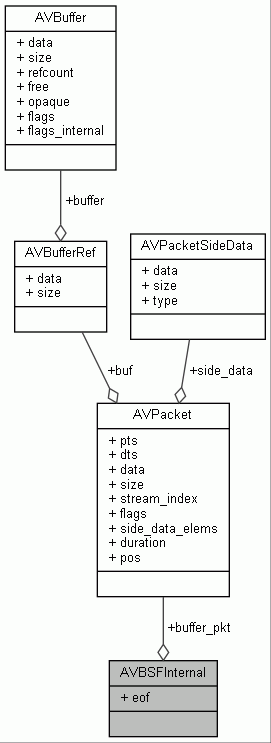 AVBuffer
+ data
+ size
+ refcount
+ free
+ opaque
+ flags
+ flags_internal
+buffer
AVBufferRef
+ data
+ size
AVPacketSideData
+ data
+ size
+ type
+buf
+side_data
AVPacket
+ pts
+ dts
+ data
+ size
+ stream_index
+ flags
+ side_data_elems
+ duration
+ pos
+buffer_pkt
AVBSFInternal
+ eof